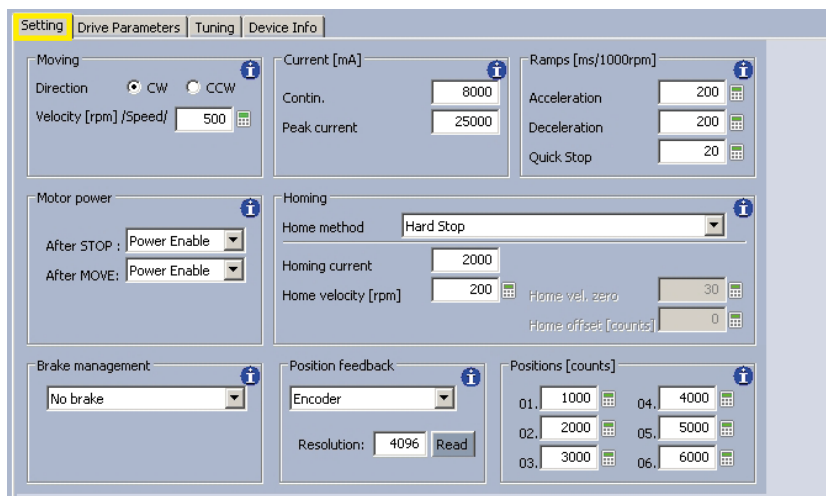 Setting Drive Parameters Tuning Device Info
Moving
Direction CW CCW
Velocity [rpm] /Speed/ 500
Current [mA]
Contin. 8000
Peak current 25000
Ramps [ms/1000rpm]
Acceleration 200
Deceleration 200
Quick Stop 20
Motor power
After STOP : Power Enable
After MOVE: Power Enable
Homing
Home method Hard Stop
Homing current 2000
Home velocity [rpm] 200
Home vel. zero 30
Home offset [counts] 0
Brake management
No brake
Position feedback
Encoder
Resolution: 4096 Read
Positions [counts]
01. 1000 04. 4000
02. 2000 05. 5000
03. 3000 06. 6000